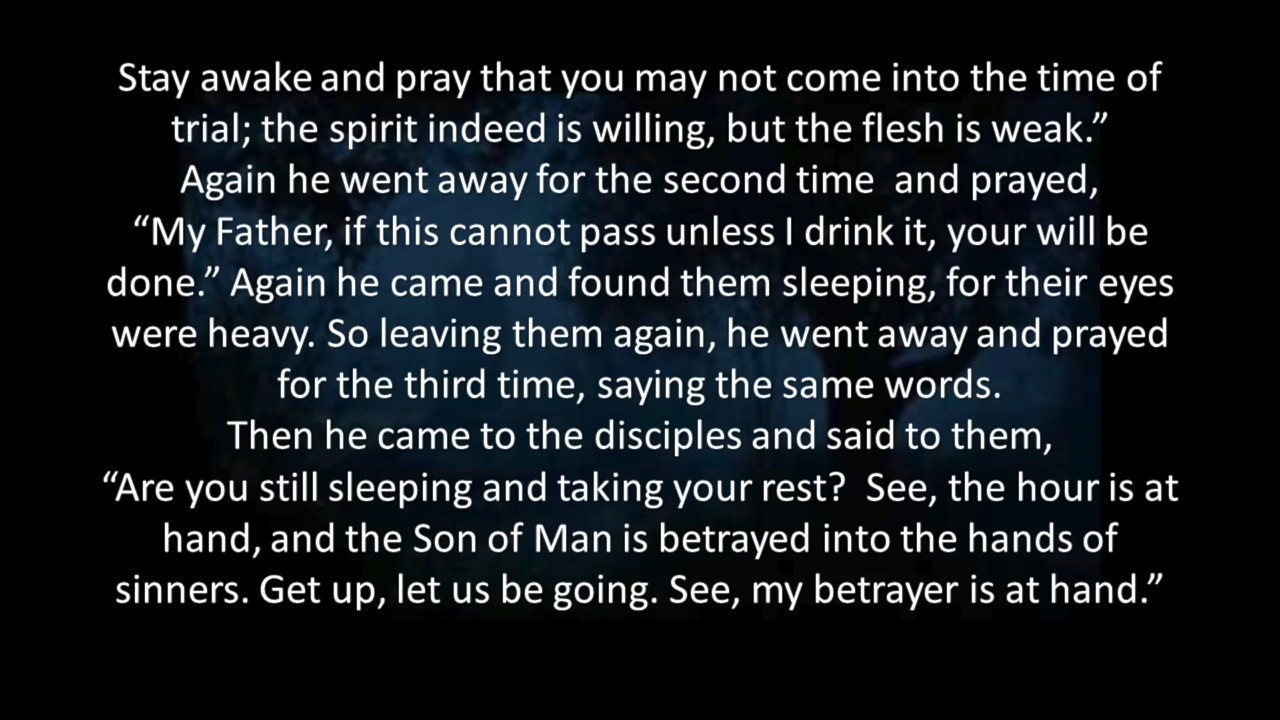 Stay awake and pray that you may not come into the time of
trial; the spirit indeed is willing, but the flesh is weak.”
Again he went away for the second time  and prayed,
“My Father, if this cannot pass unless I drink it, your will be
done.” Again he came and found them sleeping, for their eyes
were heavy. So leaving them again, he went away and prayed
for the third time, saying the same words.
Then he came to the disciples and said to them,
“Are you still sleeping and taking your rest?  See, the hour is at
hand, and the Son of Man is betrayed into the hands of
sinners. Get up, let us be going. See, my betrayer is at hand.”